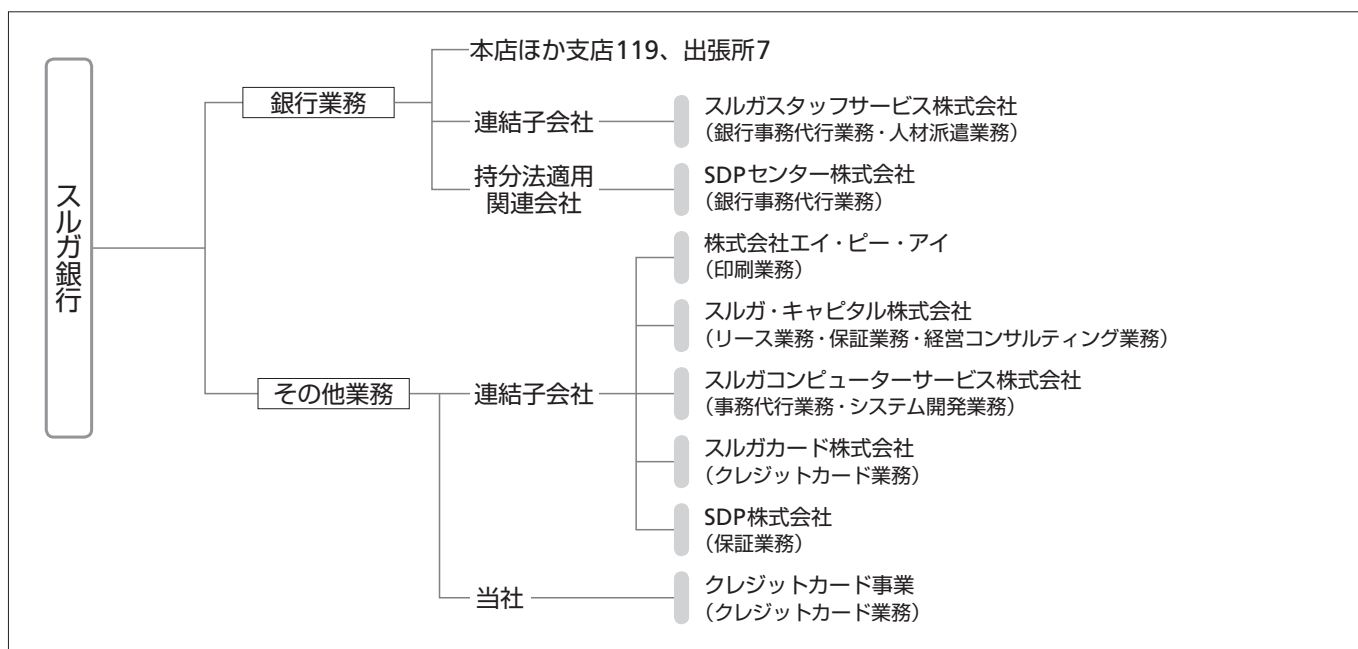 スルガ銀行
銀行業務
本店ほか支店119、出張所7
連結子会社
スルガスタッフサービス株式会社
（銀行事務代行業務・人材派遣業務）
持分法適用
関連会社
SDPセンター株式会社
（銀行事務代行業務）
その他業務
連結子会社
株式会社エイ・ピー・アイ
（印刷業務）
スルガ・キャピタル株式会社
（リース業務・保証業務・経営コンサルティング業務）
スルガコンピューターサービス株式会社
（事務代行業務・システム開発業務）
スルガカード株式会社
（クレジットカード業務）
SDP株式会社
（保証業務）
当社
クレジットカード事業
（クレジットカード業務）